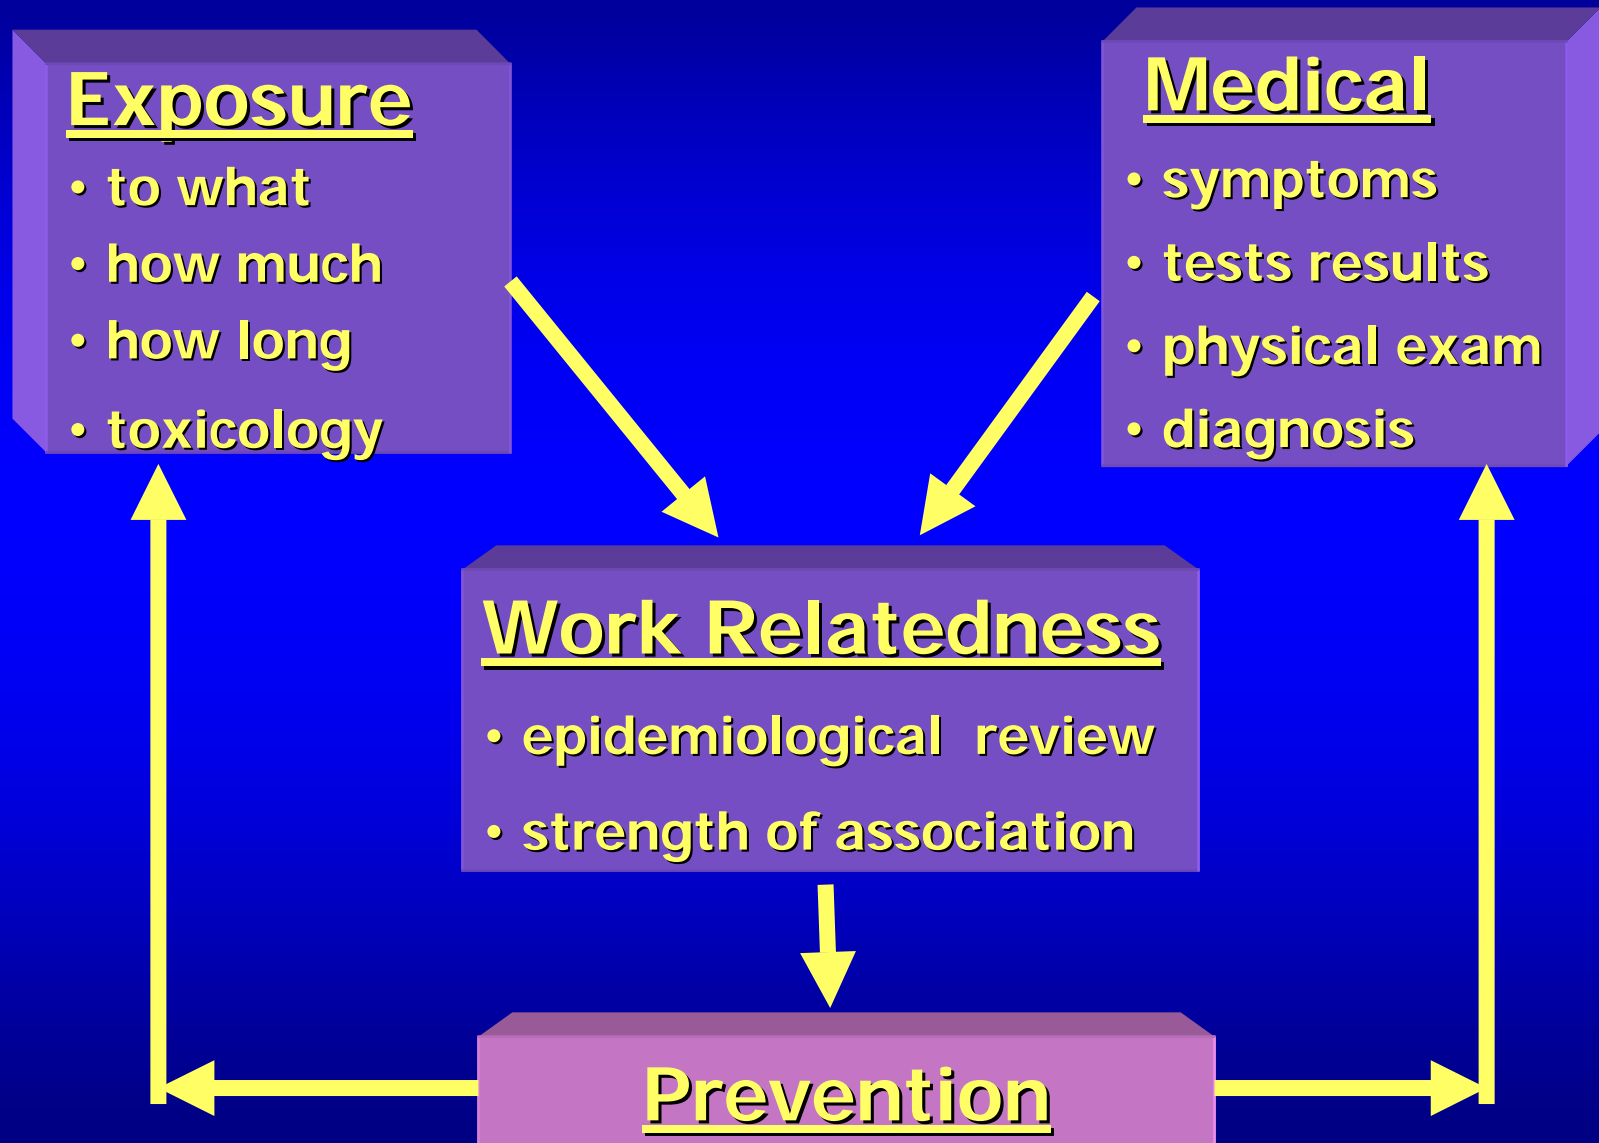 Exposure
• to what
• how much
• how long
• toxicology
Medical
• symptoms
• tests results
• physical exam
• diagnosis
Work Relatedness
• epidemiological review
• strength of association
Prevention